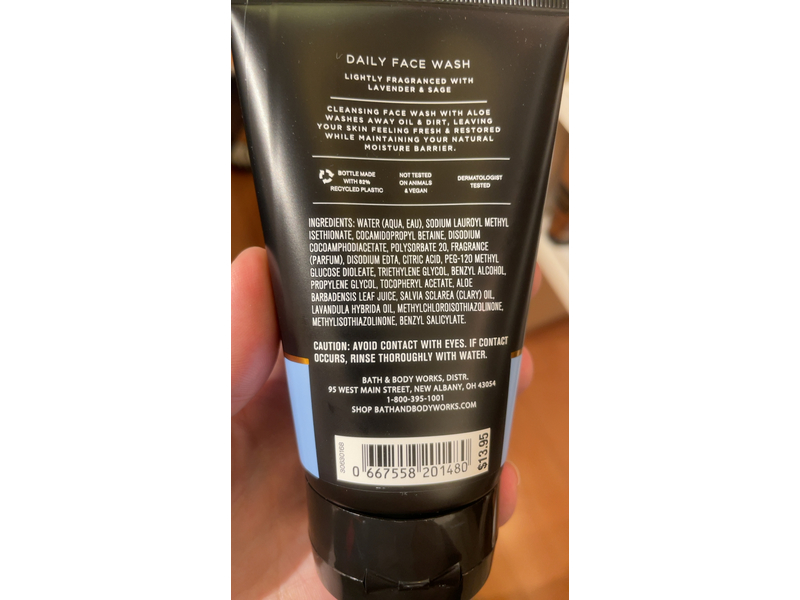 DAILY FACE WASH
LIGHTLY FRAGRANCED WITH
LAVENDER & SAGE
CLEANSING FACE WASH WITH ALOE
WASHES AWAY OIL & DIRT, LEAVING
YOUR SKIN FEELING FRESH & RESTORED
WHILE MAINTAINING YOUR NATURAL
MOISTURE BARRIER.
BOTTLE MADE
WITH 82%
RECYCLED PLASTIC
NOT TESTED
ON ANIMALS
& VEGAN
DERMATOLOGIST
TESTED
INGREDIENTS: WATER (AQUA, EAU), SODIUM LAUROYL METHYL
ISETHIONATE, COCAMIDOPROPYL BETAINE, DISODIUM
COCOAMPHODIACETATE, POLYSORBATE 20, FRAGRANCE
(PARFUM), DISODIUM EDTA, CITRIC ACID, PEG-120 METHYL
GLUCOSE DIOLEATE, TRIETHYLENE GLYCOL, BENZYL ALCOHOL,
PROPYLENE GLYCOL, TOCOPHERYL ACETATE, ALOE
BARBADENSIS LEAF JUICE, SALVIA SCLAREA (CLARY) OIL,
LAVANDULA HYBRIDA OIL, METHYLCHLOROISOTHIAZOLINONE,
METHYLISOTHIAZOLINONE, BENZYL SALICYLATE.
CAUTION: AVOID CONTACT WITH EYES. IF CONTACT
OCCURS, RINSE THOROUGHLY WITH WATER.
BATH & BODY WORKS, DISTR.
95 WEST MAIN STREET, NEW ALBANY, OH 43054
1-800-395-1001
SHOP BATHANDBODYWORKS.COM
0 667558 201480
$13.95